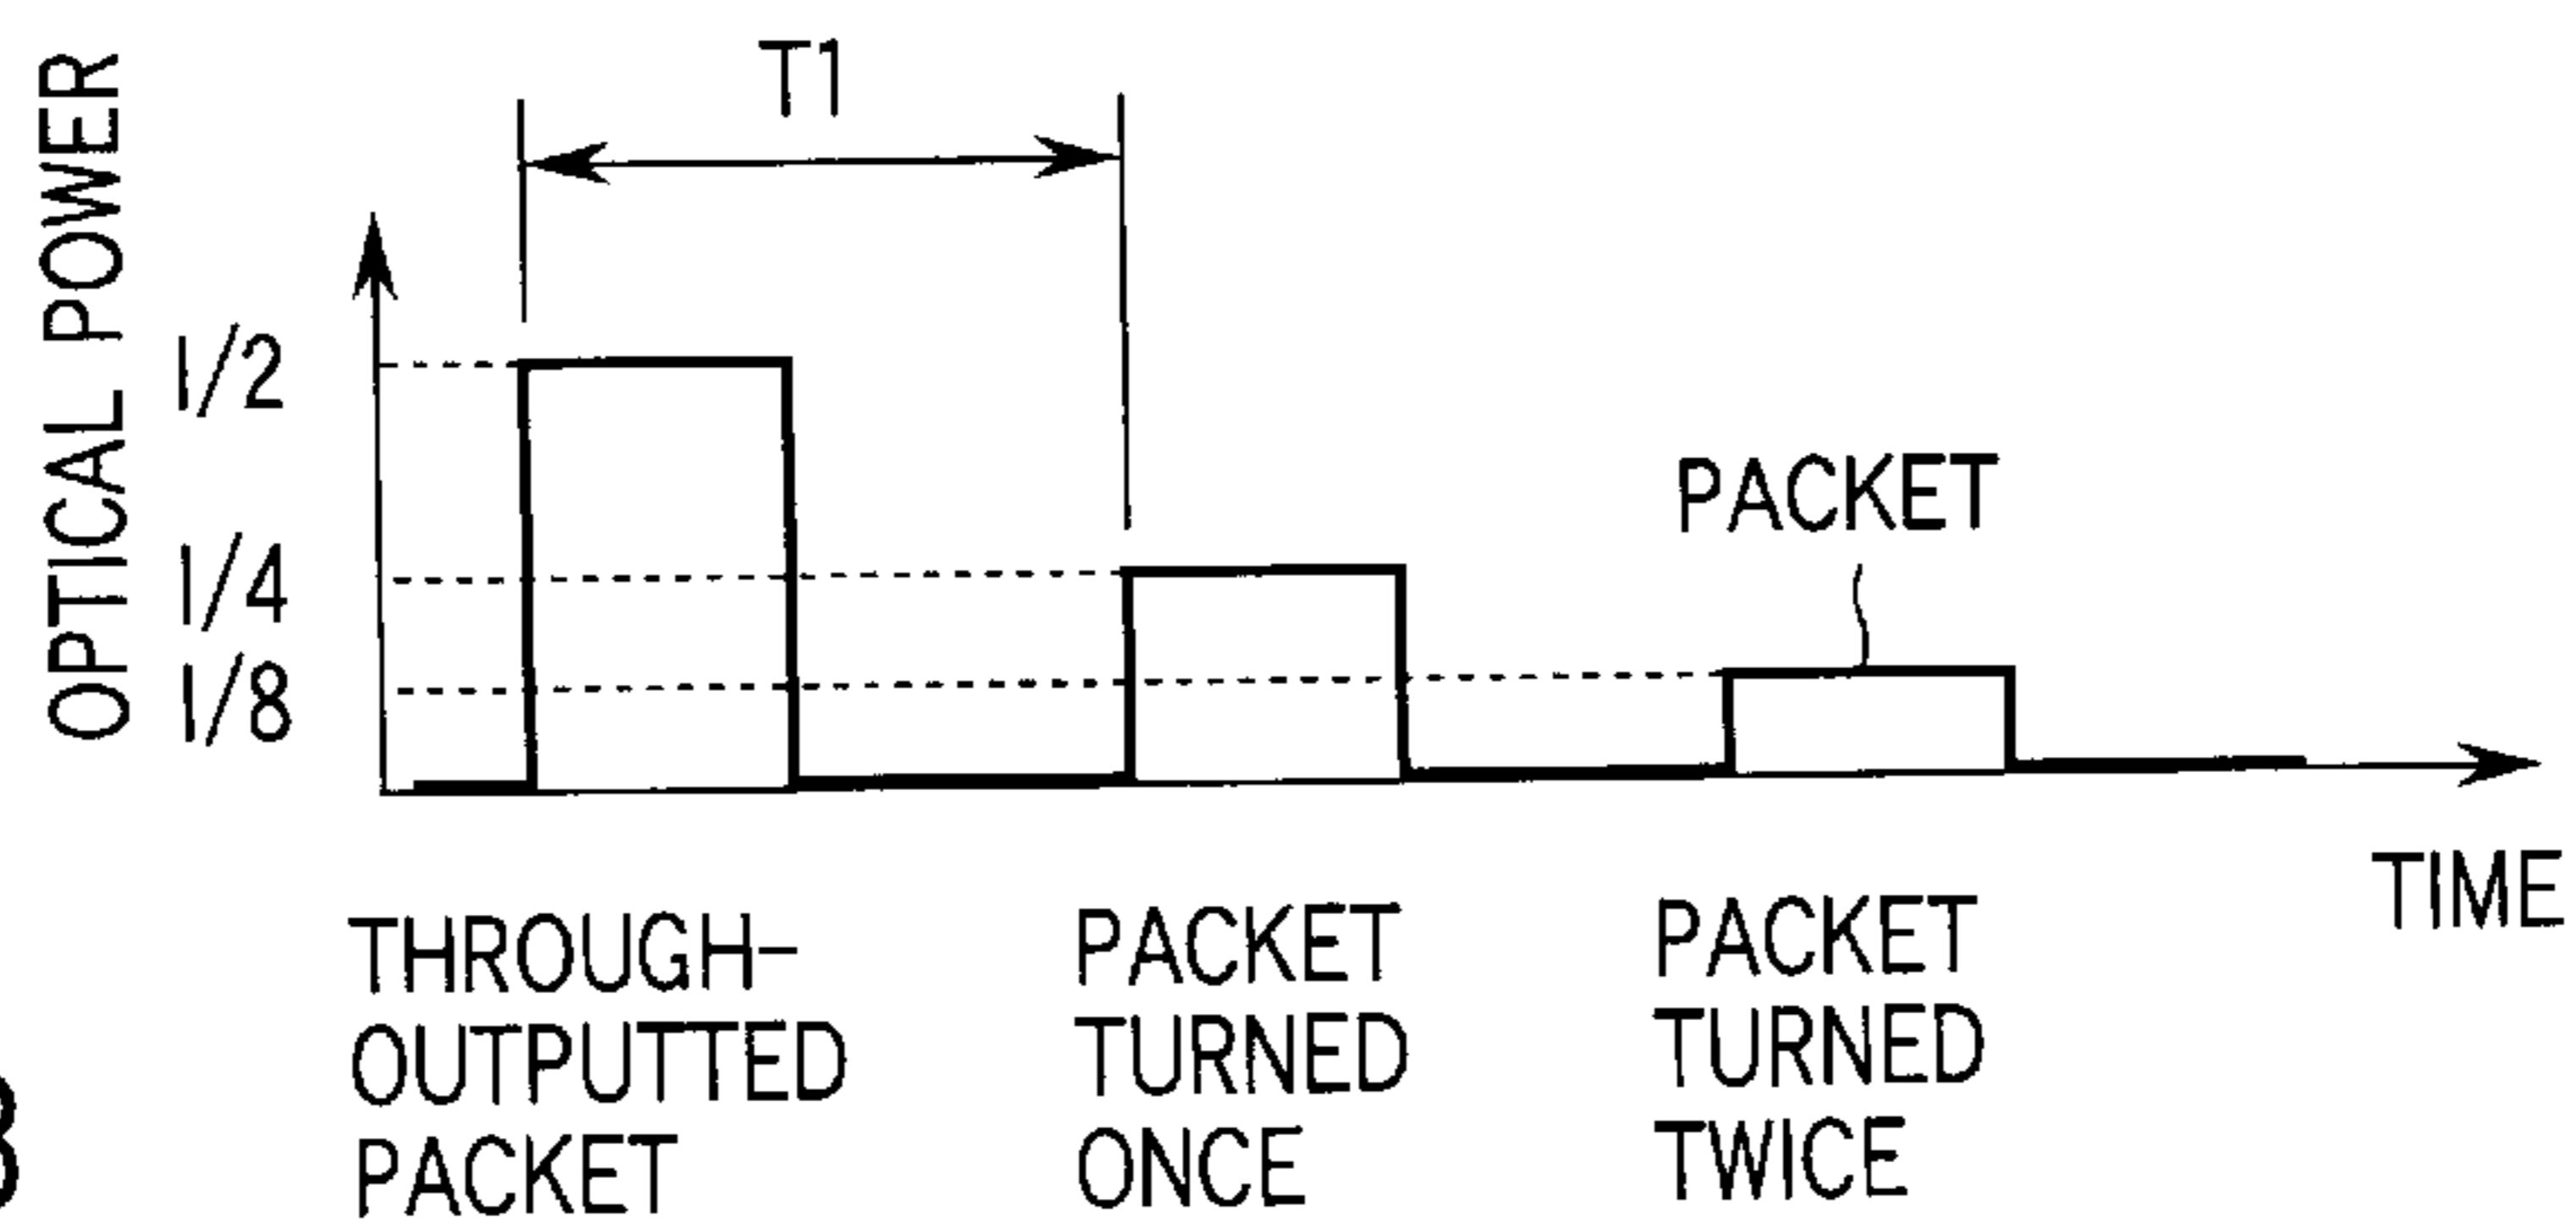 OPTICAL POWER
T1
1/2
1/4
1/8
PACKET
TIME
THROUGH-
OUTPUTTED
PACKET
PACKET
TURNED
ONCE
PACKET
TURNED
TWICE